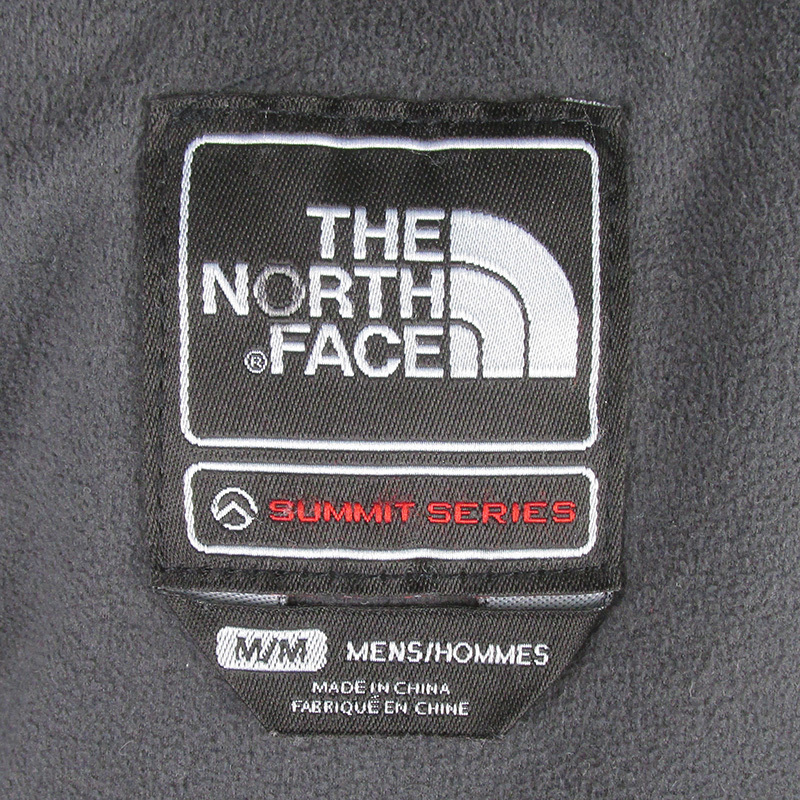 THE
NORTH
®FACE
SUMMIT SERIES
M/M MENS/HOMMES
MADE IN CHINA
FABRIQUÉ EN CHINE